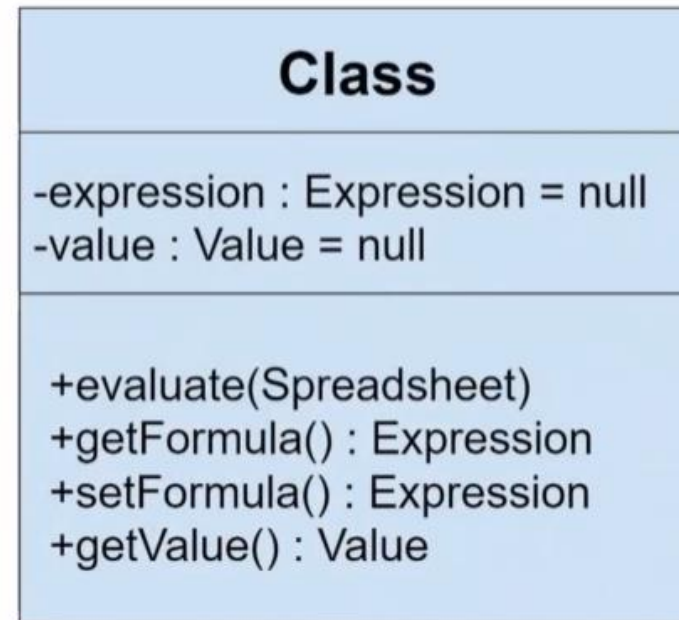 Class
-expression : Expression = null
-value : Value = null
+evaluate(Spreadsheet)
+getFormula() : Expression
+setFormula() : Expression
+getValue() : Value